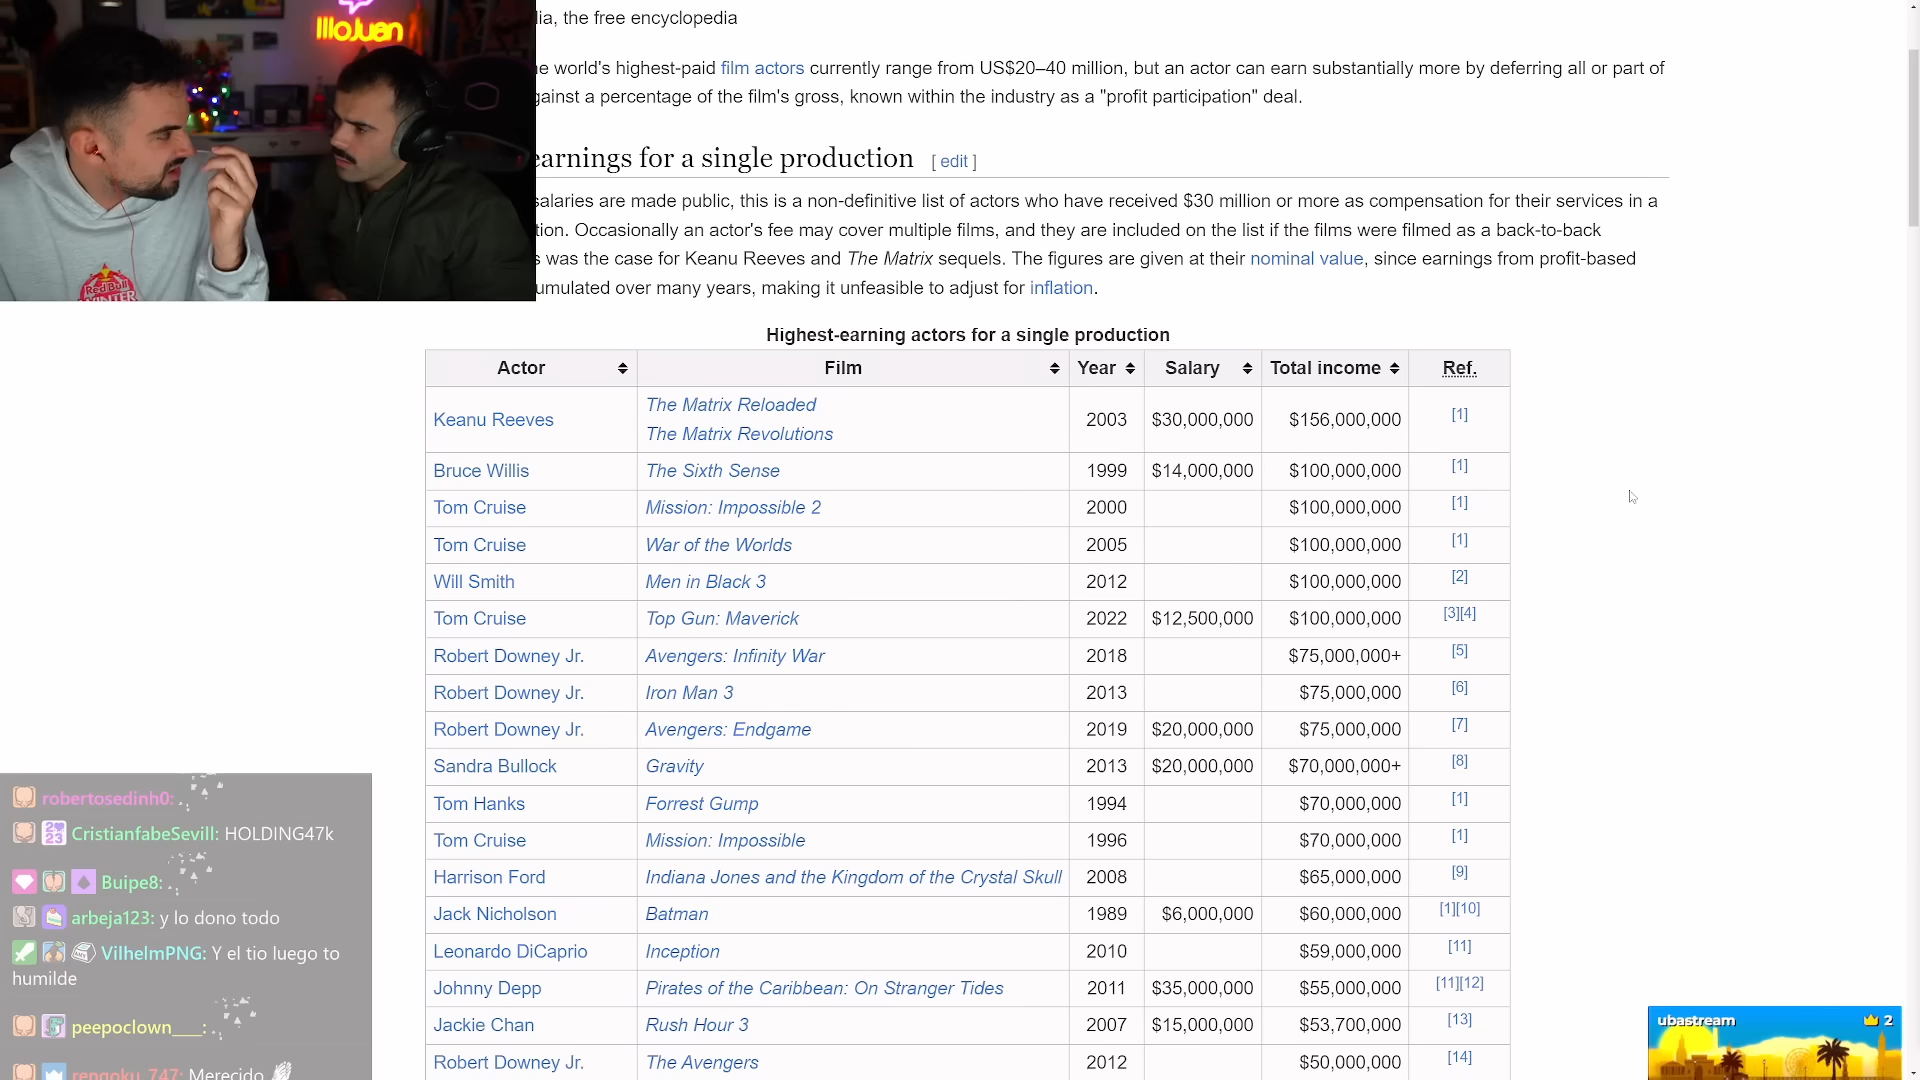 IlloJuan
Red Bull
lia, the free encyclopedia
e world's highest-paid film actors currently range from US$20–40 million, but an actor can earn substantially more by deferring all or part of
gainst a percentage of the film's gross, known within the industry as a "profit participation" deal.
earnings for a single production [ edit ]
salaries are made public, this is a non-definitive list of actors who have received $30 million or more as compensation for their services in a
tion. Occasionally an actor's fee may cover multiple films, and they are included on the list if the films were filmed as a back-to-back
s was the case for Keanu Reeves and The Matrix sequels. The figures are given at their nominal value, since earnings from profit-based
umulated over many years, making it unfeasible to adjust for inflation.
Highest-earning actors for a single production
Actor Film Year Salary Total income Ref.
Keanu Reeves The Matrix Reloaded The Matrix Revolutions 2003 $30,000,000 $156,000,000 [1]
Bruce Willis The Sixth Sense 1999 $14,000,000 $100,000,000 [1]
Tom Cruise Mission: Impossible 2 2000 $100,000,000 [1]
Tom Cruise War of the Worlds 2005 $100,000,000 [1]
Will Smith Men in Black 3 2012 $100,000,000 [2]
Tom Cruise Top Gun: Maverick 2022 $12,500,000 $100,000,000 [3][4]
Robert Downey Jr. Avengers: Infinity War 2018 $75,000,000+ [5]
Robert Downey Jr. Iron Man 3 2013 $75,000,000 [6]
Robert Downey Jr. Avengers: Endgame 2019 $20,000,000 $75,000,000 [7]
Sandra Bullock Gravity 2013 $20,000,000 $70,000,000+ [8]
Tom Hanks Forrest Gump 1994 $70,000,000 [1]
Tom Cruise Mission: Impossible 1996 $70,000,000 [1]
Harrison Ford Indiana Jones and the Kingdom of the Crystal Skull 2008 $65,000,000 [9]
Jack Nicholson Batman 1989 $6,000,000 $60,000,000 [1][10]
Leonardo DiCaprio Inception 2010 $59,000,000 [11]
Johnny Depp Pirates of the Caribbean: On Stranger Tides 2011 $35,000,000 $55,000,000 [11][12]
Jackie Chan Rush Hour 3 2007 $15,000,000 $53,700,000 [13]
Robert Downey Jr. The Avengers 2012 $50,000,000 [14]
robertosedinh0:
CristianfabeSevill: HOLDING47k
Buipe8:
arbeja123: y lo dono todo
VilhelmPNG: Y el tio luego to
humilde
peepoclown___:
rengoku_747: Merecido
ubastream 2